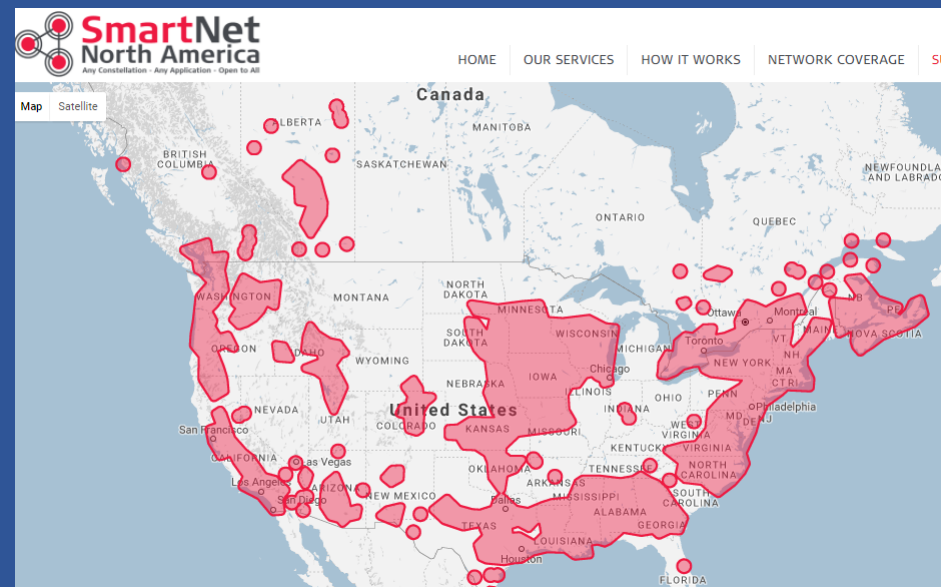 SmartNet
North America
Any Constellation - Any Application - Open to All
HOME
OUR SERVICES
HOW IT WORKS
NETWORK COVERAGE
Map
Satellite
Canada
ALBERTA
MANITOBA
BRITISH
COLUMBIA
SASKATCHEWAN
NEWFOUNDLA
AND LABRADO
ONTARIO
QUEBEC
WASHINGTON
MONTANA
NORTH
DAKOTA
MINNESOTA
Ottawa
Montreal
NB
PE
NOVA SCOTIA
MAINE
OREGON
IDAHO
SOUTH
DAKOTA
WISCONSIN
MICHIGAN
Toronto
VT
NH
NEW YORK
MA
CT
RI
WYOMING
Chicago
IOWA
NEBRASKA
ILLINOIS
INDIANA
OHIO
PENN
Philadelphia
MD
DE
NJ
NEVADA
UTAH
COLORADO
United States
KANSAS
MISSOURI
WEST
VIRGINIA
KENTUCKY
VIRGINIA
San Francisco
CALIFORNIA
Las Vegas
Los Angeles
San Diego
ARIZONA
NEW MEXICO
OKLAHOMA
ARKANSAS
TENNESSEE
NORTH
CAROLINA
SOUTH
CAROLINA
Dallas
MISSISSIPPI
ALABAMA
GEORGIA
TEXAS
LOUISIANA
Houston
FLORIDA